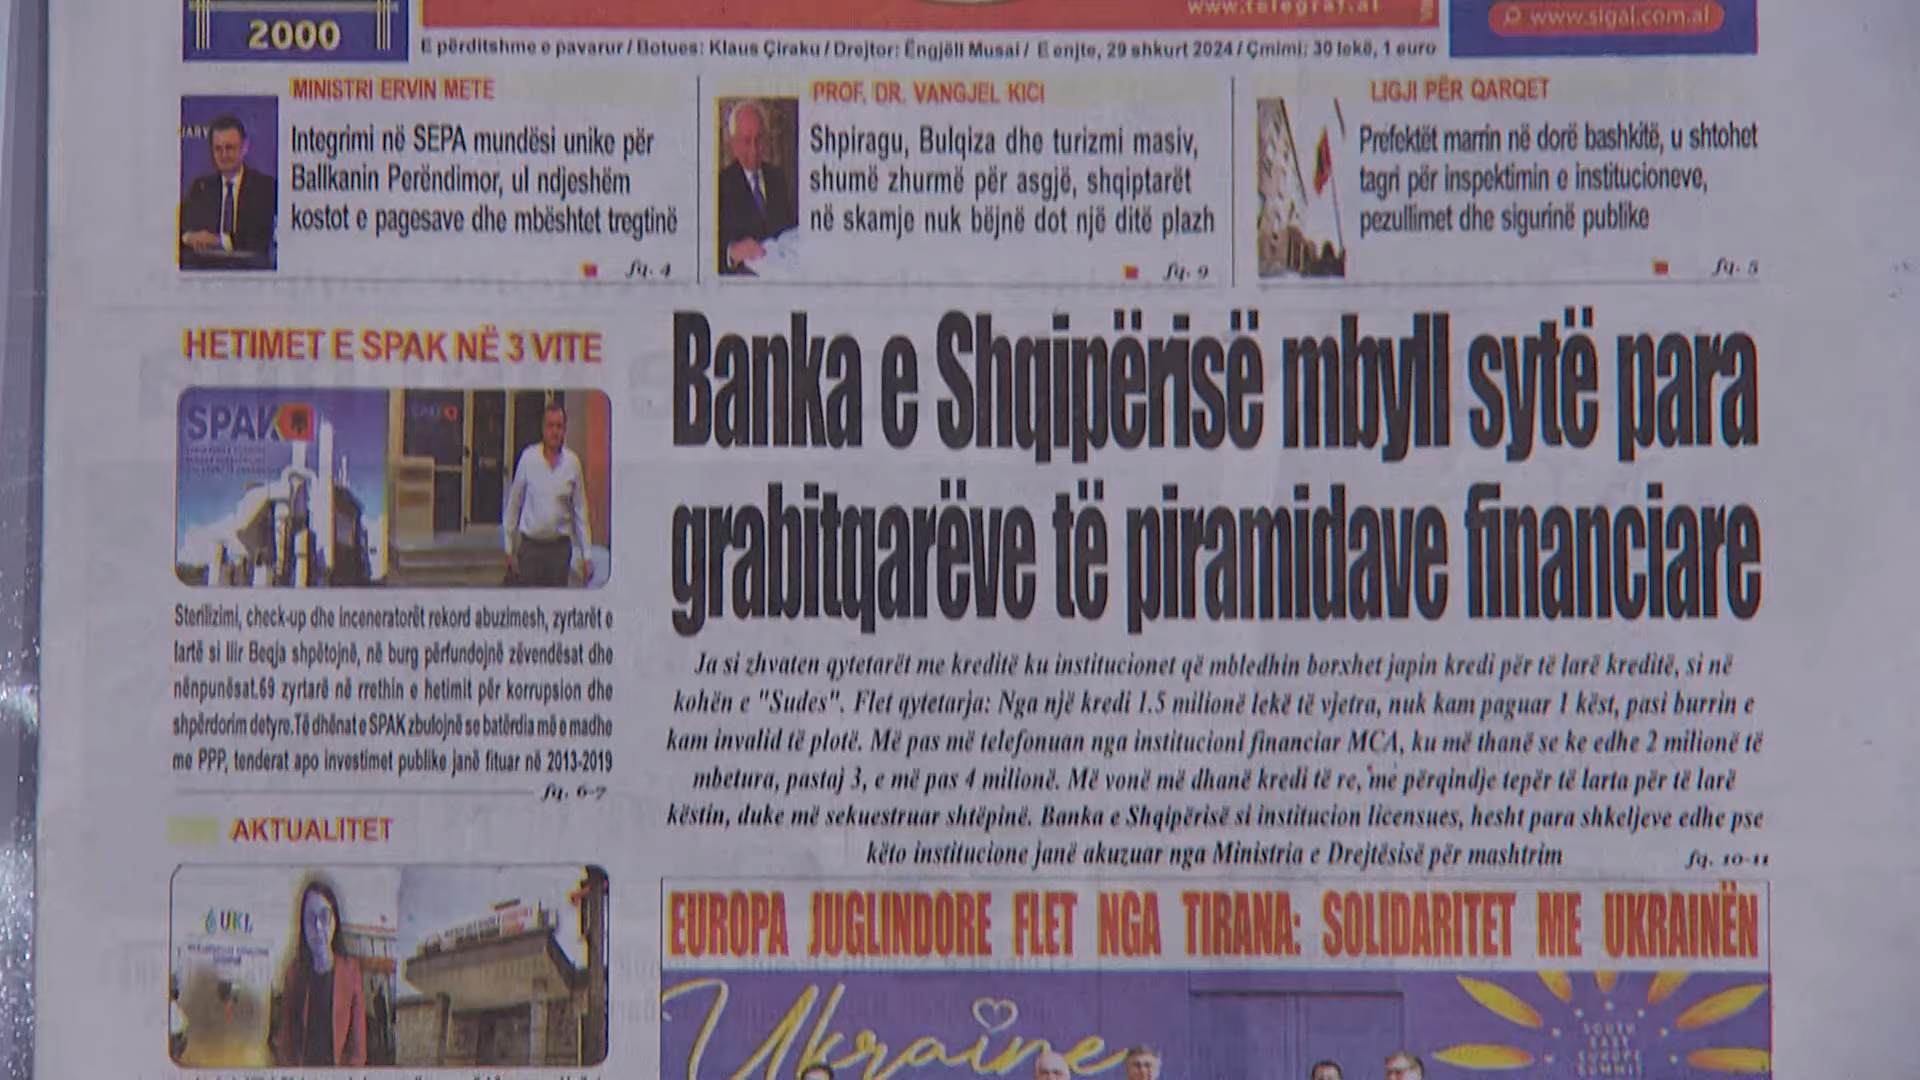 www.telegraf.al
www.sigal.com.al
2000
E përditshme e pavarur / Botues: Klaus Çiraku / Drejtor: Ëngjëll Musai / E enjte, 29 shkurt 2024 / Çmimi: 30 lekë, 1 euro
MINISTRI ERVIN METE
Integrimi në SEPA mundësi unike për
Ballkanin Perëndimor, ul ndjeshëm
kostot e pagesave dhe mbështet tregtinë
fq. 4
PROF. DR. VANGJEL KICI
Shpiragu, Bulqiza dhe turizmi masiv,
shumë zhurmë për asgjë, shqiptarët
në skamje nuk bëjnë dot një ditë plazh
fq. 9
LIGJI PËR QARQET
Prefektët marrin në dorë bashkitë, u shtohet
tagri për inspektimin e institucioneve,
pezullimet dhe sigurinë publike
fq. 5
HETIMET E SPAK NË 3 VITE
SPAK
SPAK
Sterilizimi, check-up dhe inceneratorët rekord abuzimesh, zyrtarët e
lartë si Ilir Beqja shpëtojnë, në burg përfundojnë zëvendësat dhe
nënpunësat.69 zyrtarë në rrethin e hetimit për korrupsion dhe
shpërdorim detyre.Të dhënat e SPAK zbulojnë se batërdia më e madhe
me PPP, tenderat apo investimet publike janë fituar në 2013-2019
fq. 6-7
Banka e Shqipërisë mbyll sytë para
grabitqarëve të piramidave financiare
Ja si zhvaten qytetarët me kreditë ku institucionet që mbledhin borxhet japin kredi për të larë kreditë, si në
kohën e "Sudes". Flet qytetarja: Nga një kredi 1.5 milionë lekë të vjetra, nuk kam paguar 1 këst, pasi burrin e
kam invalid të plotë. Më pas më telefonuan nga institucioni financiar MCA, ku më thanë se ke edhe 2 milionë të
mbetura, pastaj 3, e më pas 4 milionë. Më vonë më dhanë kredi të re, me përqindje tepër të larta për të larë
këstin, duke më sekuestruar shtëpinë. Banka e Shqipërisë si institucion licensues, hesht para shkeljeve edhe pse
këto institucione janë akuzuar nga Ministria e Drejtësisë për mashtrim
fq. 10-11
AKTUALITET
UKL
EUROPA JUGLINDORE FLET NGA TIRANA: SOLIDARITET ME UKRAINËN
Ukraine
SOUTH
EAST
EUROPE
SUMMIT